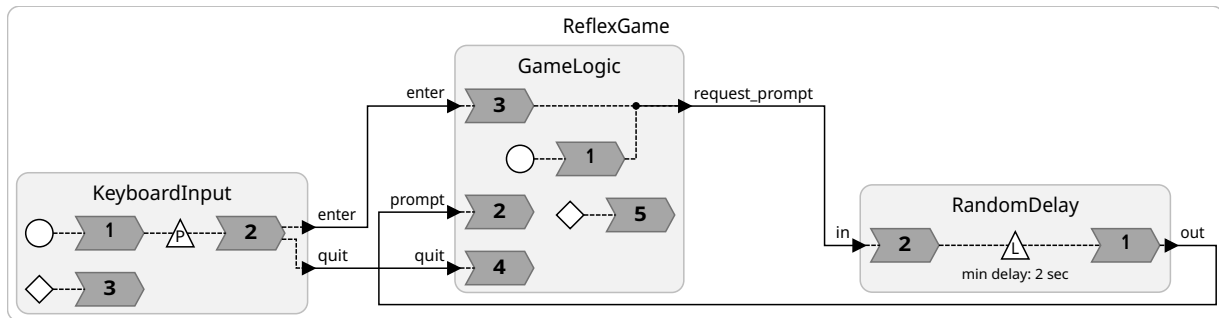 ReflexGame
GameLogic
enter
3
request_prompt
1
KeyboardInput
prompt
2
5
RandomDelay
1
P
2
enter
in
2
L
1
out
min delay: 2 sec
quit
quit
4
3